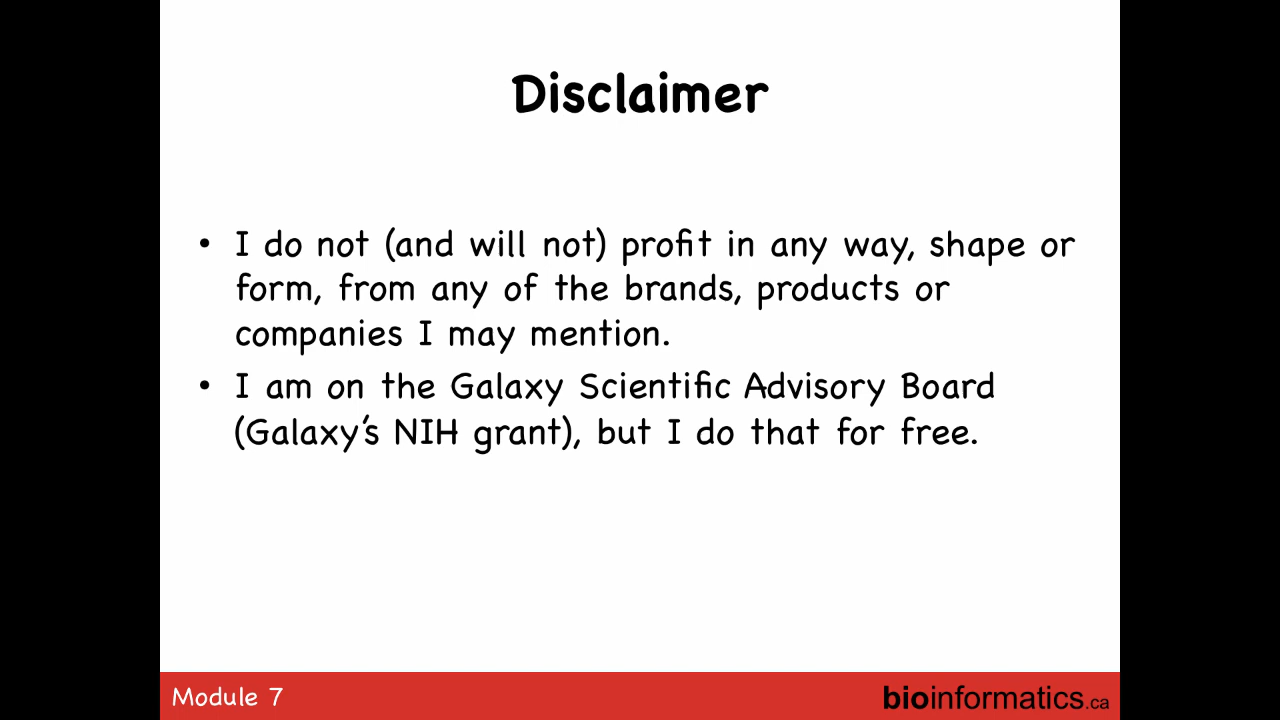 Disclaimer
• I do not (and will not) profit in any way, shape or
form, from any of the brands, products or
companies I may mention.
• I am on the Galaxy Scientific Advisory Board
(Galaxy's NIH grant), but I do that for free.
Module 7
bioinformatics.ca